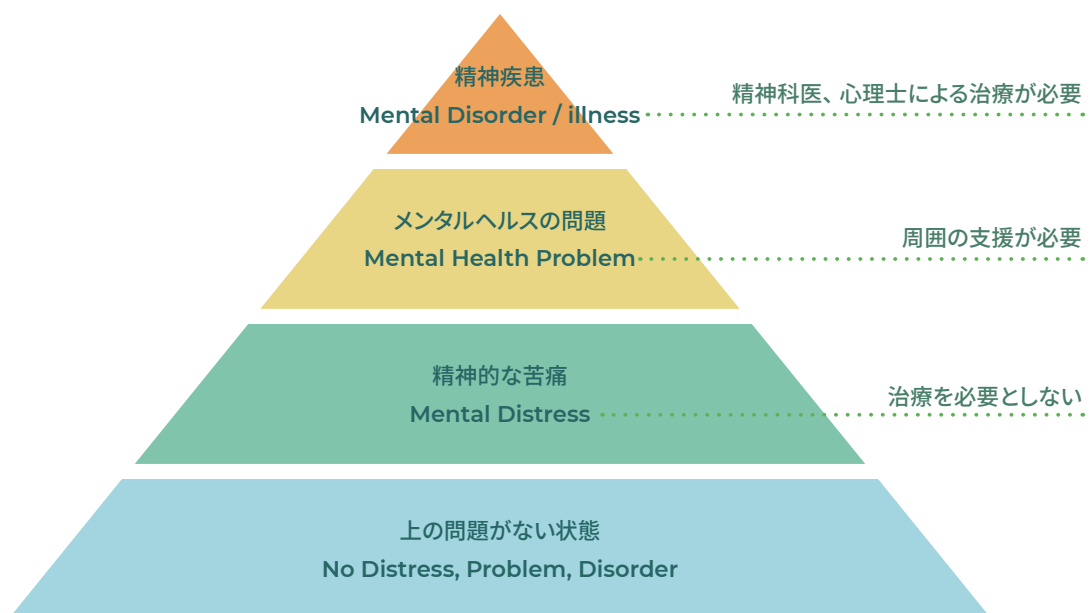 精神疾患
Mental Disorder / illness
精神科医、心理士による治療が必要
メンタルヘルスの問題
Mental Health Problem
周囲の支援が必要
精神的な苦痛
Mental Distress
治療を必要としない
上の問題がない状態
No Distress, Problem, Disorder